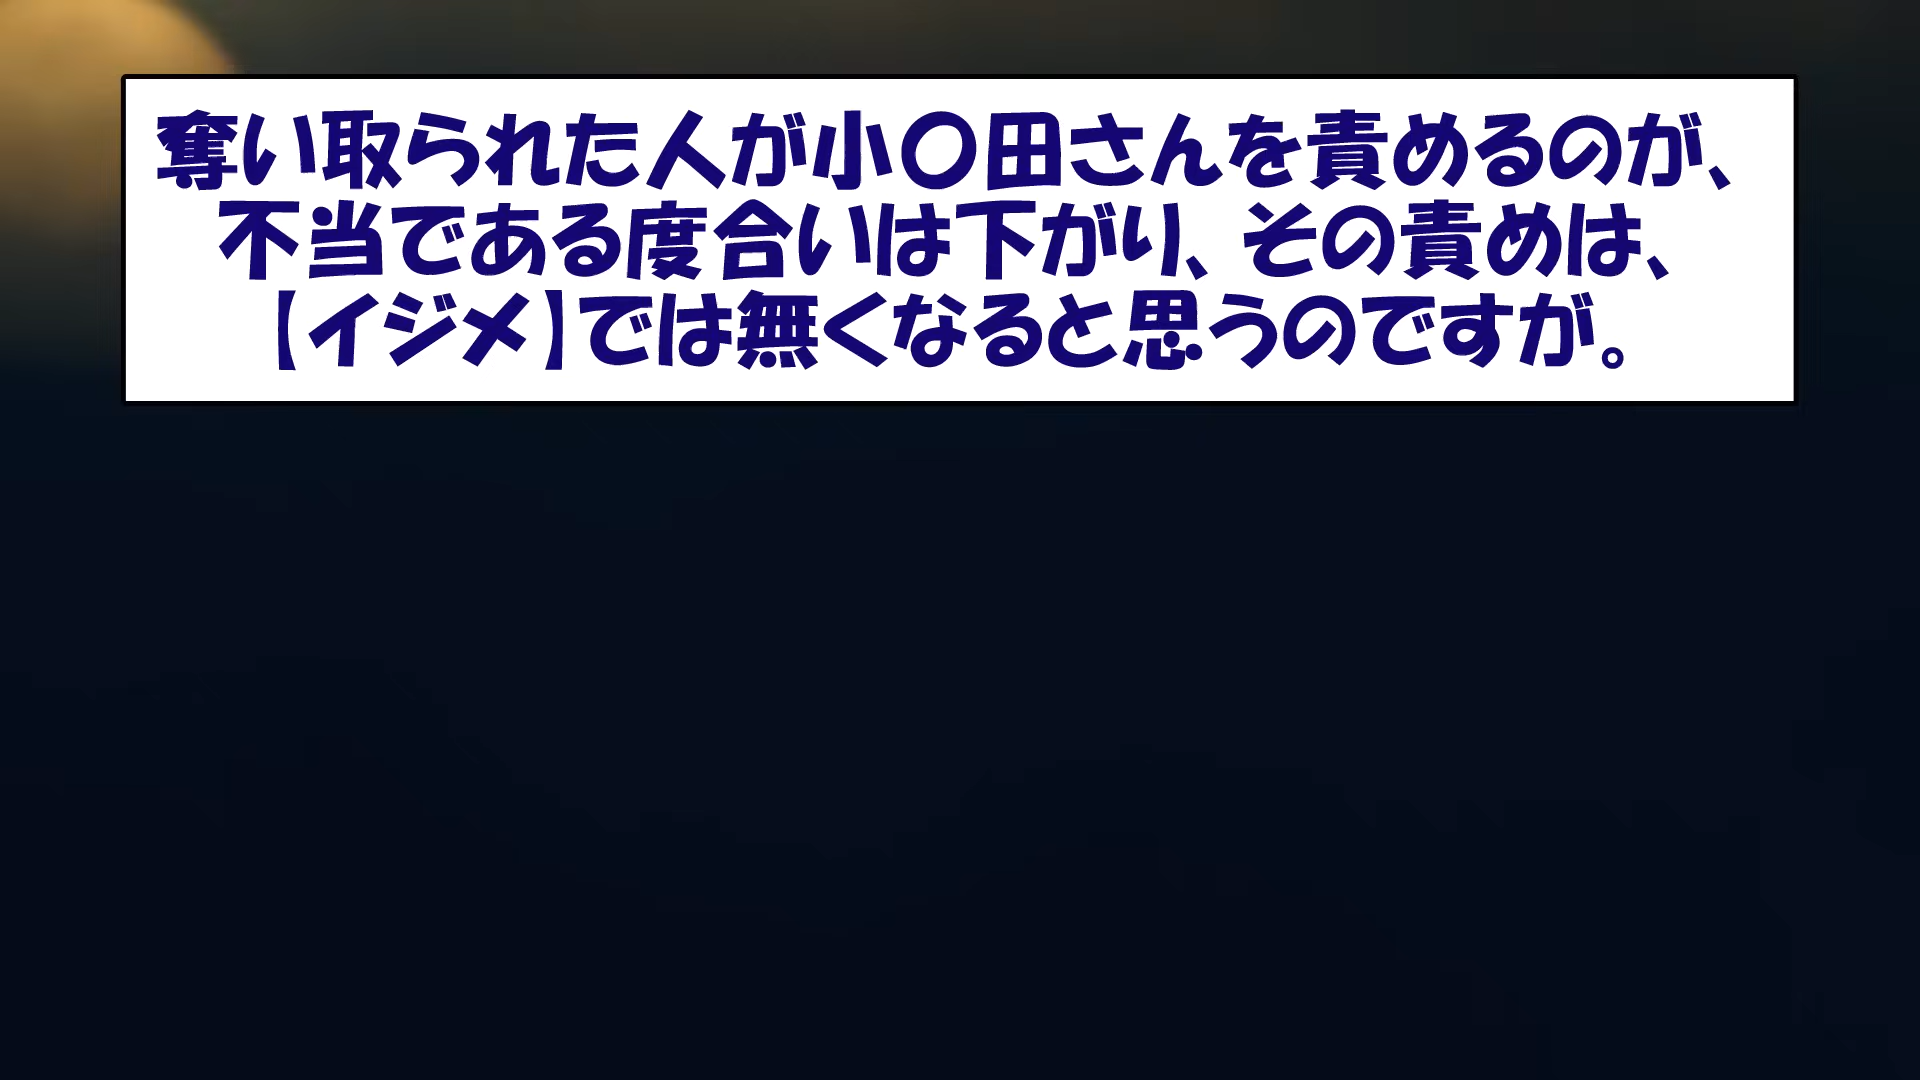 奪い取られた人が小〇田さんを責めるのが、
不当である度合いは下がり、その責めは、
【イジメ】では無くなると思うのですが。